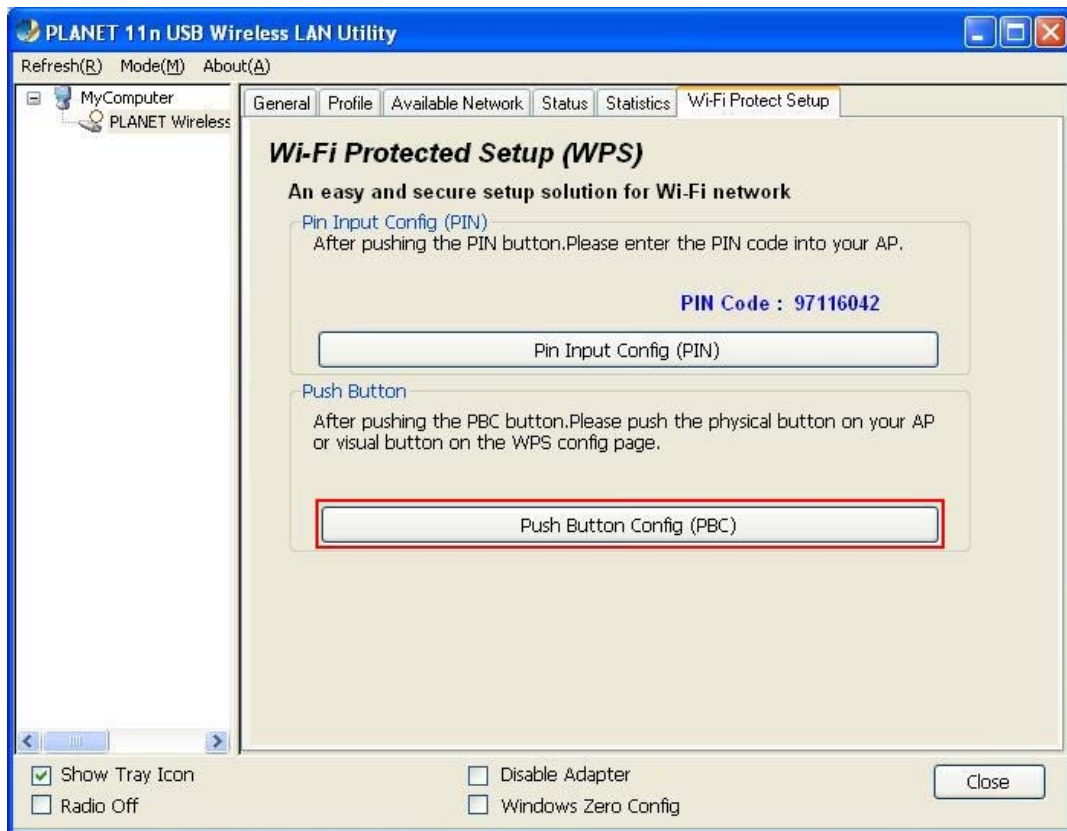 PLANET 11n USB Wireless LAN Utility
Refresh(R) Mode(M) About(A)
MyComputer
PLANET Wireless
General Profile Available Network Status Statistics Wi-Fi Protect Setup
Wi-Fi Protected Setup (WPS)
An easy and secure setup solution for Wi-Fi network
Pin Input Config (PIN)
After pushing the PIN button.Please enter the PIN code into your AP.
PIN Code : 97116042
Pin Input Config (PIN)
Push Button
After pushing the PBC button.Please push the physical button on your AP
or visual button on the WPS config page.
Push Button Config (PBC)
Show Tray Icon
Radio Off
Disable Adapter
Windows Zero Config
Close